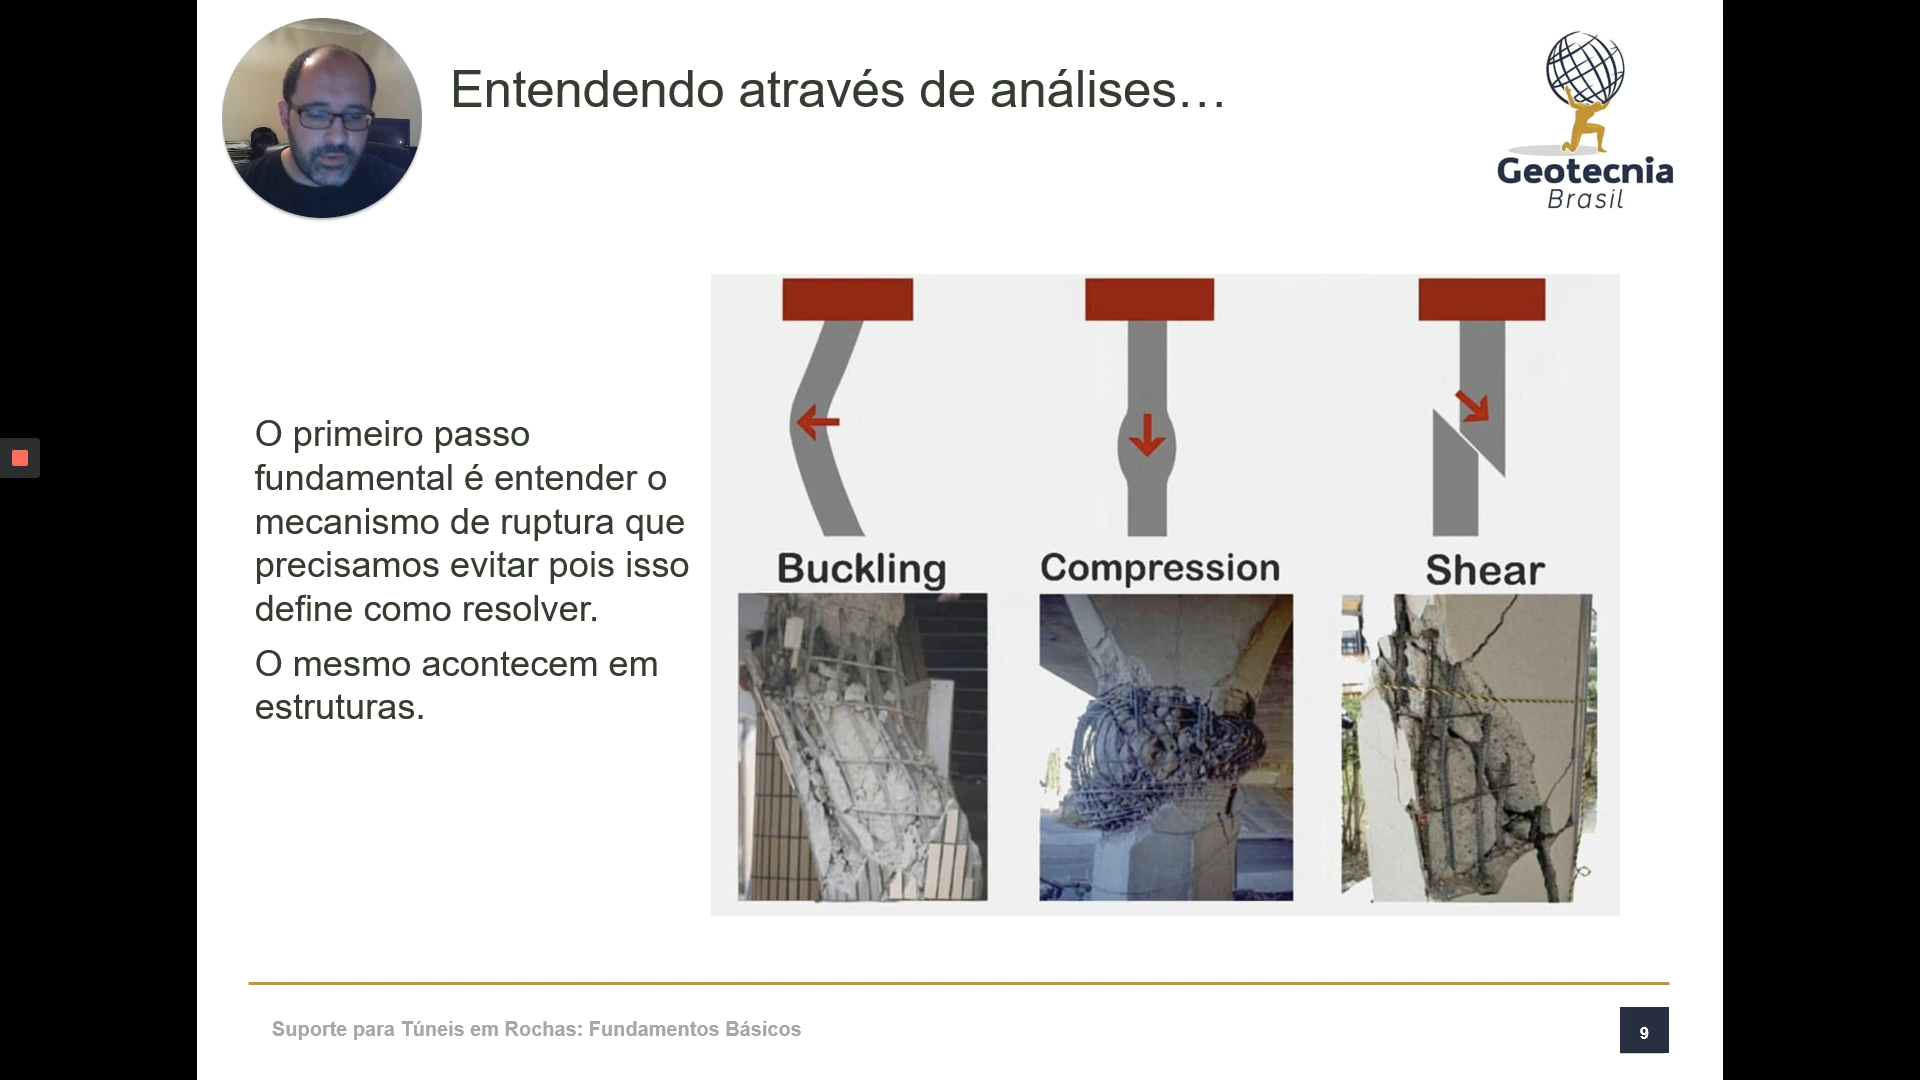 Entendendo através de análises…
Geotecnia
Brasil
O primeiro passo
fundamental é entender o
mecanismo de ruptura que
precisamos evitar pois isso
define como resolver.
O mesmo acontecem em
estruturas.
Buckling
Compression
Shear
Suporte para Túneis em Rochas: Fundamentos Básicos
9